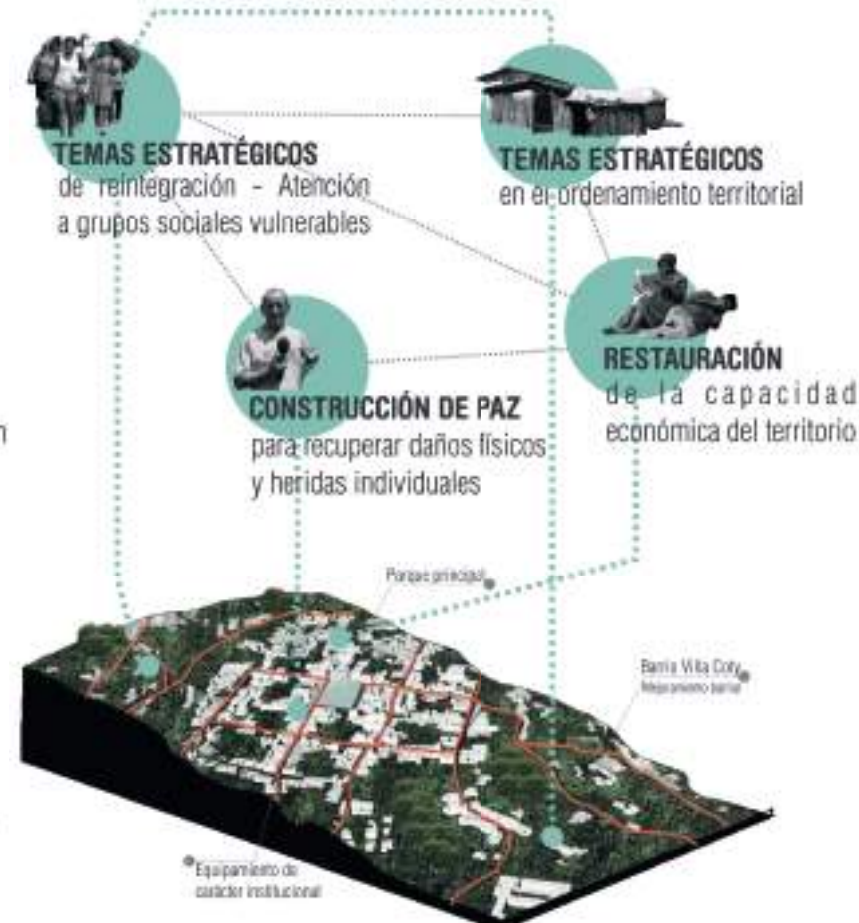 TEMAS ESTRATÉGICOS
de reintegración - Atención
a grupos sociales vulnerables
TEMAS ESTRATÉGICOS
en el ordenamiento territorial
CONSTRUCCIÓN DE PAZ
para recuperar daños físicos
y heridas individuales
RESTAURACIÓN
de la capacidad
económica del territorio
n
Parque principal
Barrio Villa Coty
Mejoramiento barrial
Equipamiento de
carácter institucional